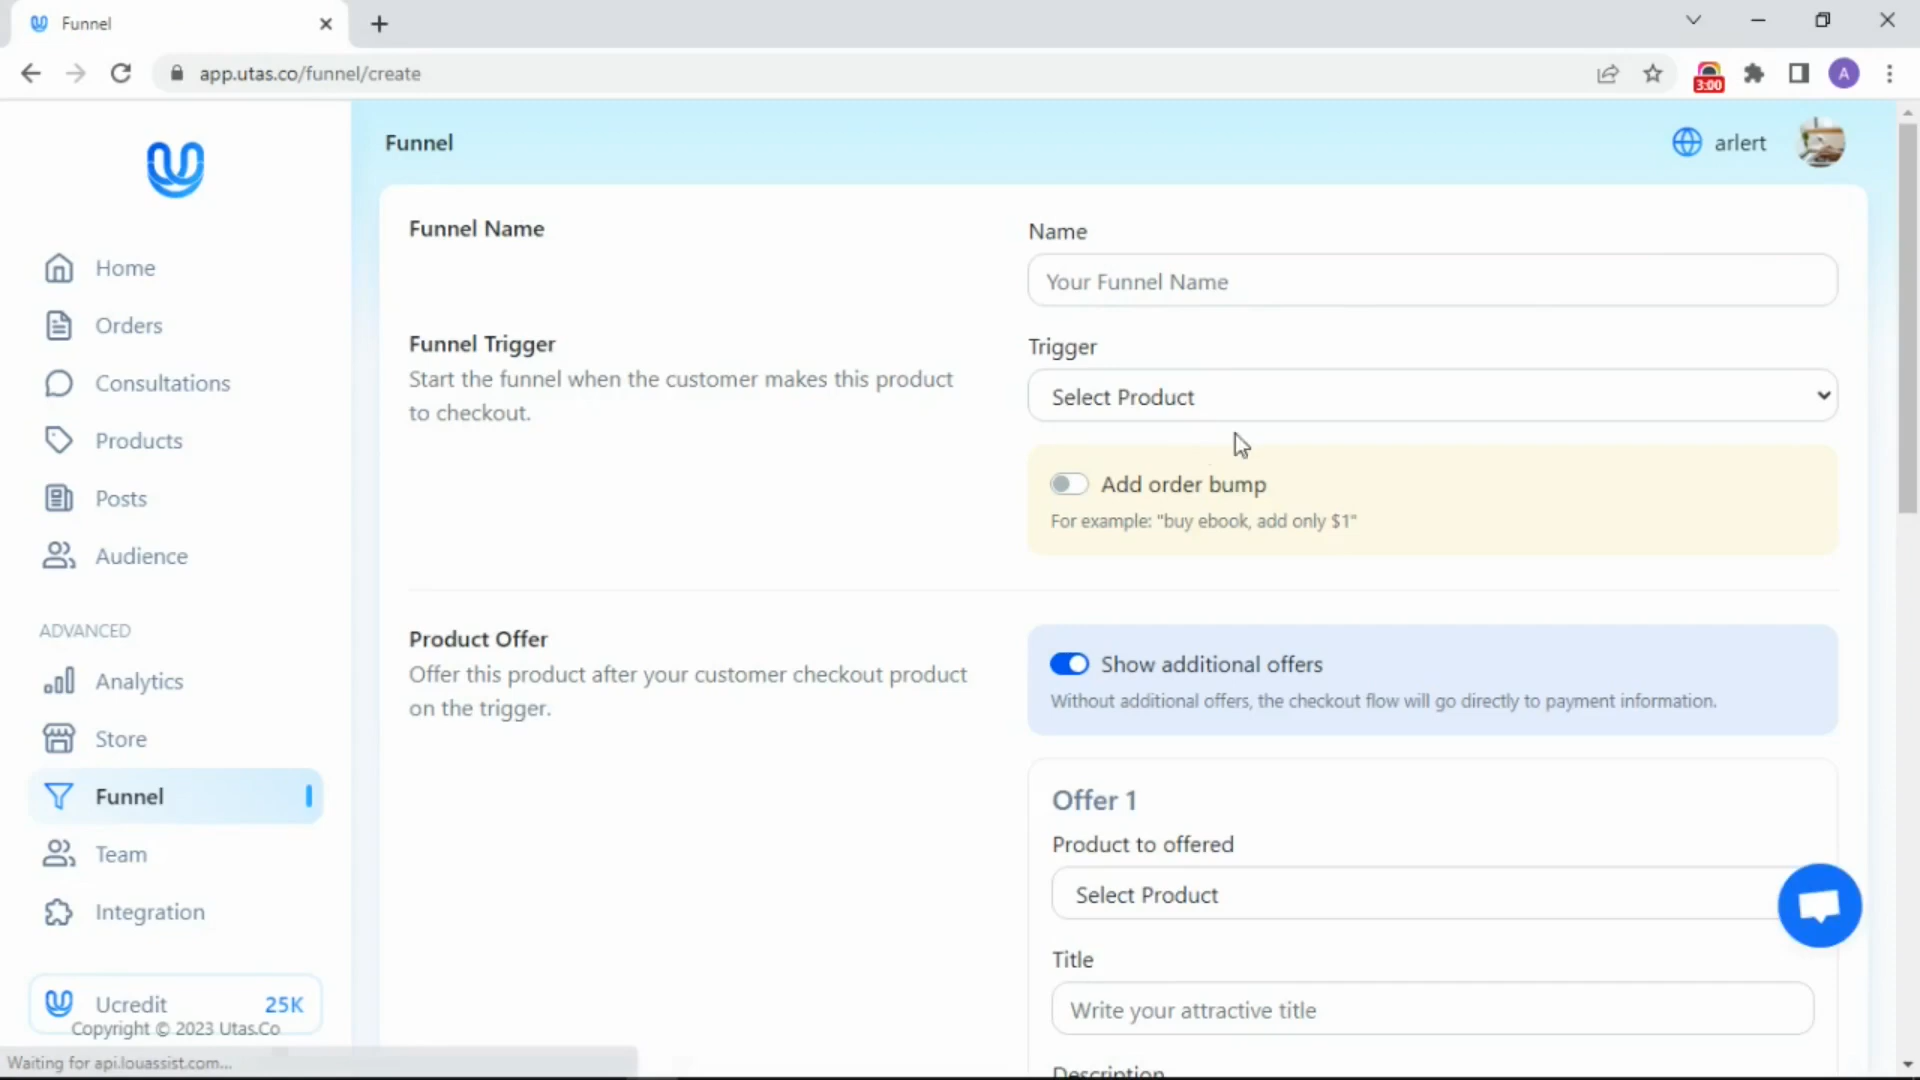 Funnel
app.utas.co/funnel/create
3:00
A
Funnel
arlert
Home
Orders
Consultations
Products
Posts
Audience
ADVANCED
Analytics
Store
Funnel
Team
Integration
Ucredit 25K
Copyright © 2023 Utas.Co
Waiting for api.louassist.com...
Funnel Name
Name
Your Funnel Name
Funnel Trigger
Start the funnel when the customer makes this product
to checkout.
Trigger
Select Product
Add order bump
For example: "buy ebook, add only $1"
Product Offer
Offer this product after your customer checkout product
on the trigger.
Show additional offers
Without additional offers, the checkout flow will go directly to payment information.
Offer 1
Product to offered
Select Product
Title
Write your attractive title
Description